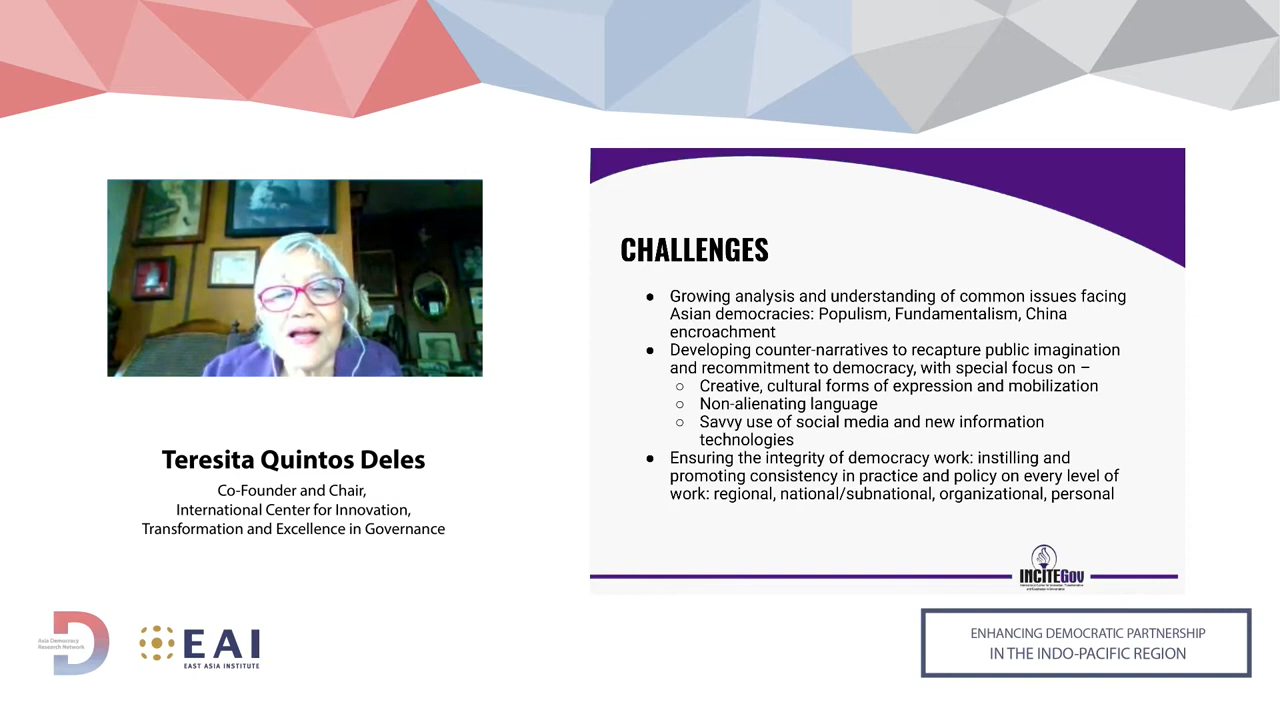 CHALLENGES
● Growing analysis and understanding of common issues facing
Asian democracies: Populism, Fundamentalism, China
encroachment
● Developing counter-narratives to recapture public imagination
and recommitment to democracy, with special focus on –
○ Creative, cultural forms of expression and mobilization
○ Non-alienating language
○ Savvy use of social media and new information
technologies
● Ensuring the integrity of democracy work: instilling and
promoting consistency in practice and policy on every level of
work: regional, national/subnational, organizational, personal
INCITEGOV
Teresita Quintos Deles
Co-Founder and Chair,
International Center for Innovation,
Transformation and Excellence in Governance
Asia Democracy
Research Network
D
EAI
EAST ASIA INSTITUTE
ENHANCING DEMOCRATIC PARTNERSHIP
IN THE INDO-PACIFIC REGION